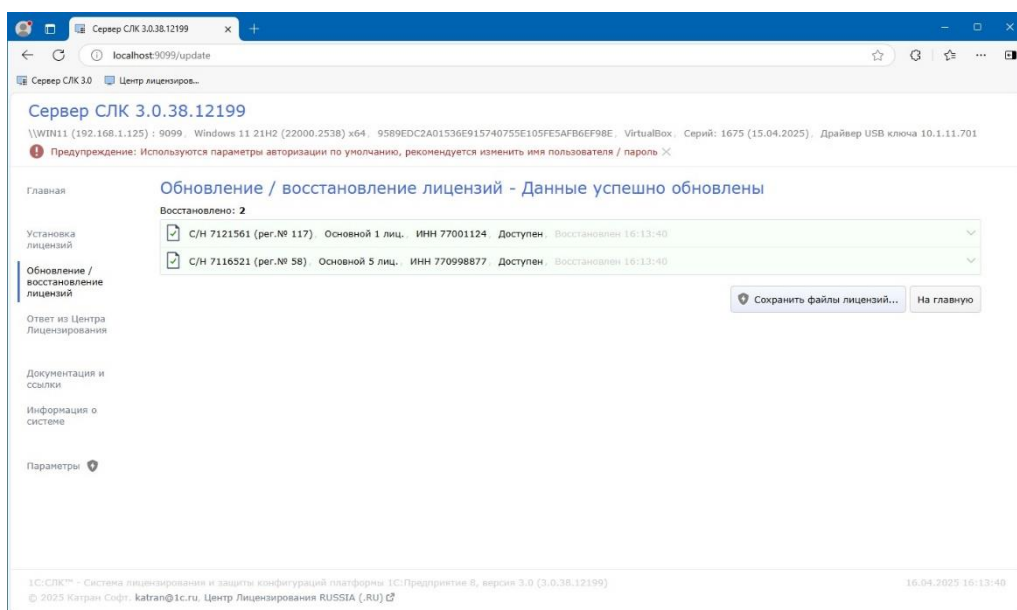 Сервер СЛК 3.0.38.12199
localhost:9099/update
Сервер СЛК 3.0 Центр лицензиров...
Сервер СЛК 3.0.38.12199
\\WIN11 (192.168.1.125) : 9099, Windows 11 21H2 (22000.2538) x64, 9589EDC2A01536E915740755E105FE5AFB6EF98E, VirtualBox, Серий: 1675 (15.04.2025), Драйвер USB ключа 10.1.11.701
Предупреждение: Используются параметры авторизации по умолчанию, рекомендуется изменить имя пользователя / пароль
Главная
Установка
лицензий
Обновление /
восстановление
лицензий
Ответ из Центра
Лицензирования
Документация и
ссылки
Информация о
системе
Параметры
Обновление / восстановление лицензий - Данные успешно обновлены
Восстановлено: 2
С/Н 7121561 (рег.№ 117), Основной 1 лиц., ИНН 77001124, Доступен, Восстановлен 16:13:40
С/Н 7116521 (рег.№ 58), Основной 5 лиц., ИНН 770998877, Доступен, Восстановлен 16:13:40
Сохранить файлы лицензий... На главную
1С:СЛК™ - Система лицензирования и защиты конфигураций платформы 1С:Предприятие 8, версия 3.0 (3.0.38.12199) 16.04.2025 16:13:40
© 2025 Катран Софт. katran@1c.ru, Центр Лицензирования RUSSIA (.RU)